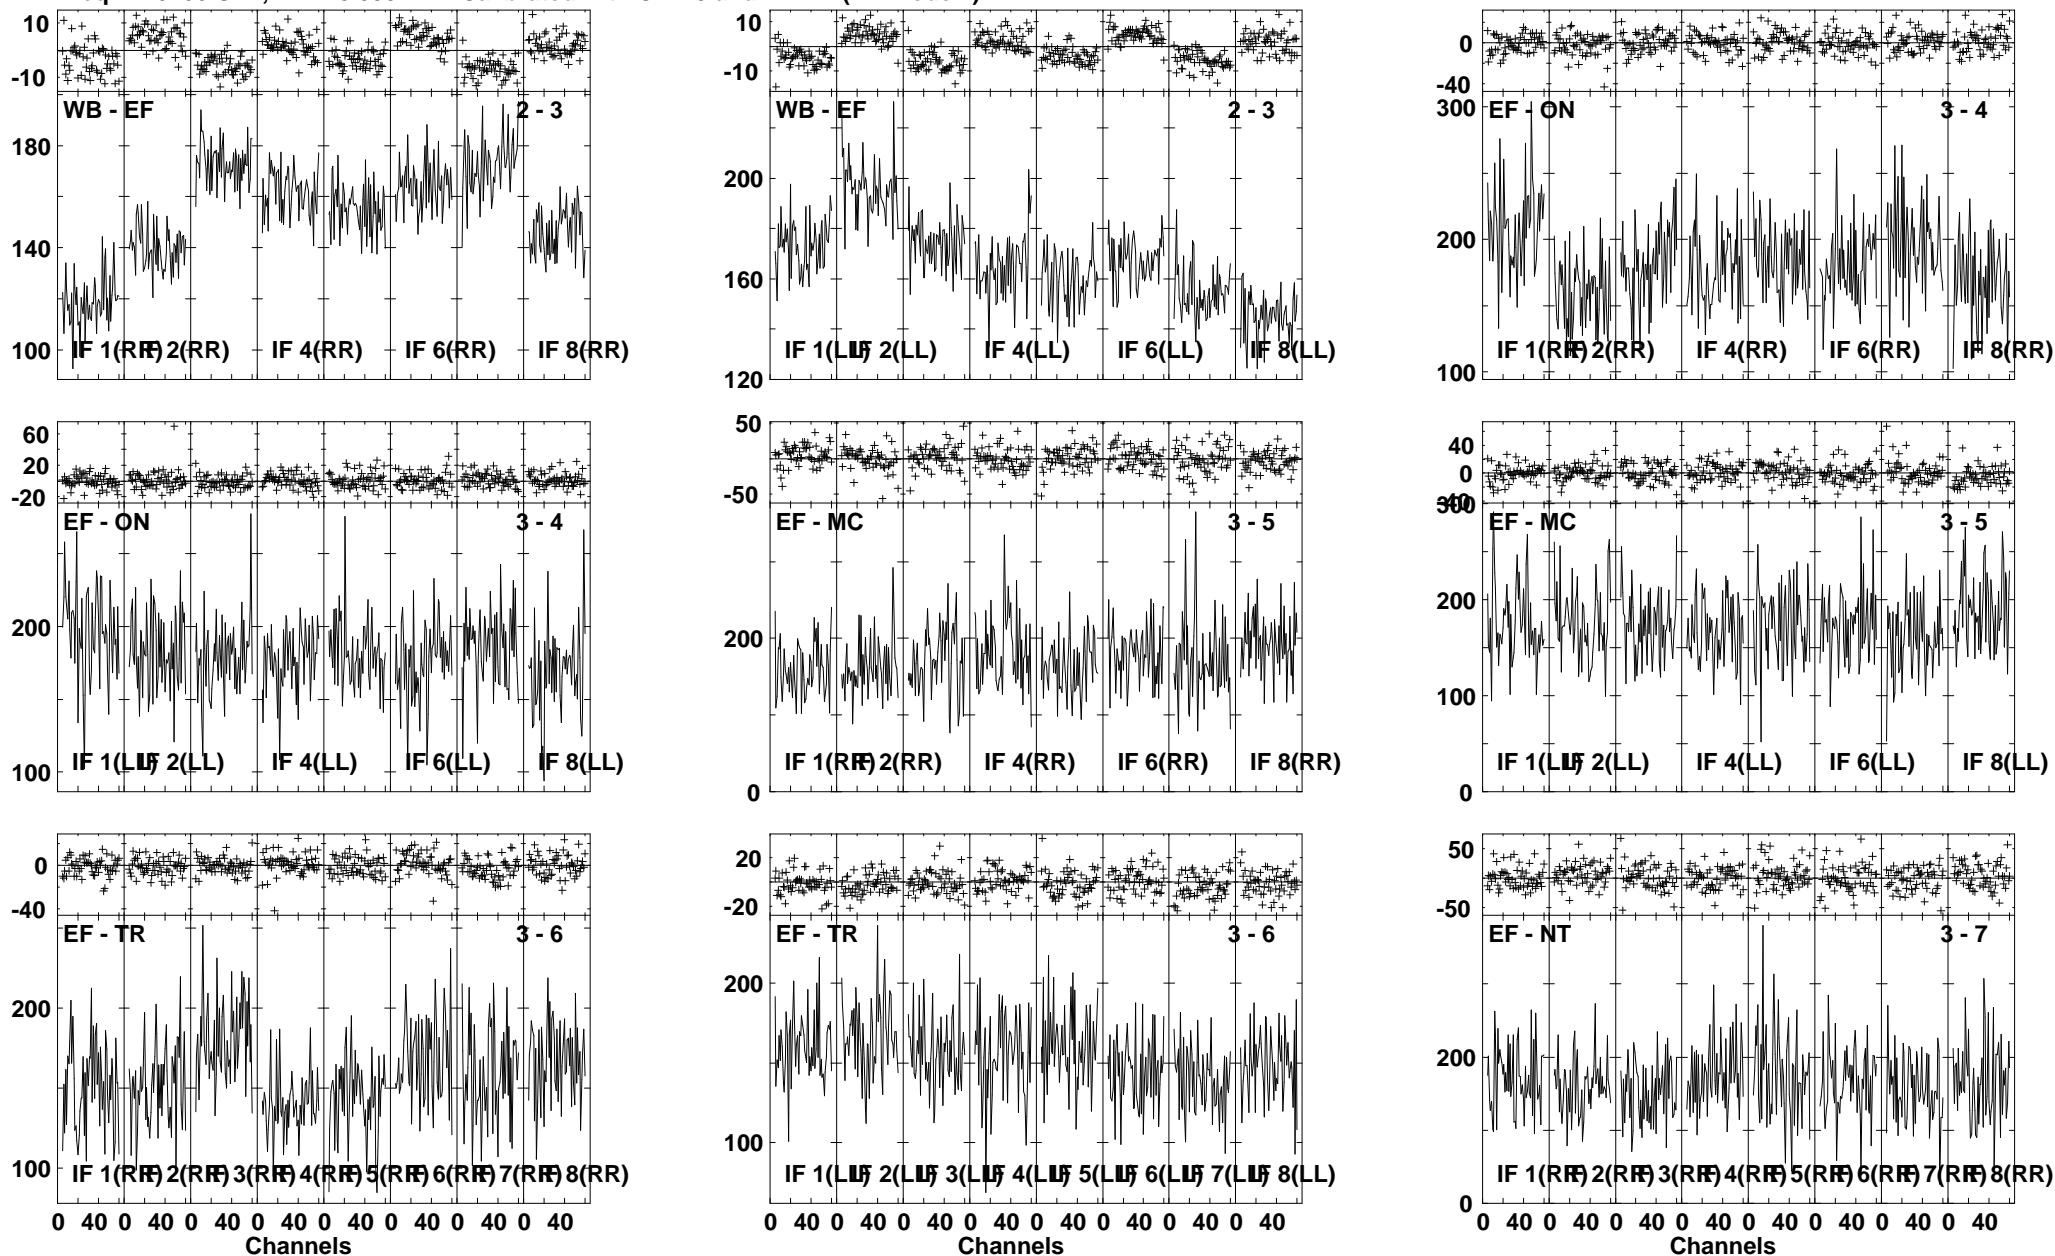 10
-10
WB - EF
2 - 3
180
140
100
IF 1(RR)
IF 2(RR)
IF 4(RR)
IF 6(RR)
IF 8(RR)
10
-10
WB - EF
2 - 3
200
160
120
IF 1(LL)
IF 2(LL)
IF 4(LL)
IF 6(LL)
IF 8(LL)
0
-40
300
EF - ON
3 - 4
200
100
IF 1(RR)
IF 2(RR)
IF 4(RR)
IF 6(RR)
IF 8(RR)
60
20
-20
EF - ON
3 - 4
200
100
IF 1(LL)
IF 2(LL)
IF 4(LL)
IF 6(LL)
IF 8(LL)
50
-50
EF - MC
3 - 5
200
0
IF 1(RR)
IF 2(RR)
IF 4(RR)
IF 6(RR)
IF 8(RR)
40
0
-40
300
EF - MC
3 - 5
200
100
0
IF 1(LL)
IF 2(LL)
IF 4(LL)
IF 6(LL)
IF 8(LL)
0
-40
EF - TR
3 - 6
200
100
IF 1(RR)
IF 2(RR)
IF 3(RR)
IF 4(RR)
IF 5(RR)
IF 6(RR)
IF 7(RR)
IF 8(RR)
0 40 0 40 0 40 0 40 0 40 0 40 0 40 0 40
Channels
20
-20
EF - TR
3 - 6
200
100
IF 1(LL)
IF 2(LL)
IF 3(LL)
IF 4(LL)
IF 5(LL)
IF 6(LL)
IF 7(LL)
IF 8(LL)
0 40 0 40 0 40 0 40 0 40 0 40 0 40 0 40
Channels
50
-50
EF - NT
3 - 7
200
0
IF 1(RR)
IF 2(RR)
IF 3(RR)
IF 4(RR)
IF 5(RR)
IF 6(RR)
IF 7(RR)
IF 8(RR)
0 40 0 40 0 40 0 40 0 40 0 40 0 40 0 40
Channels